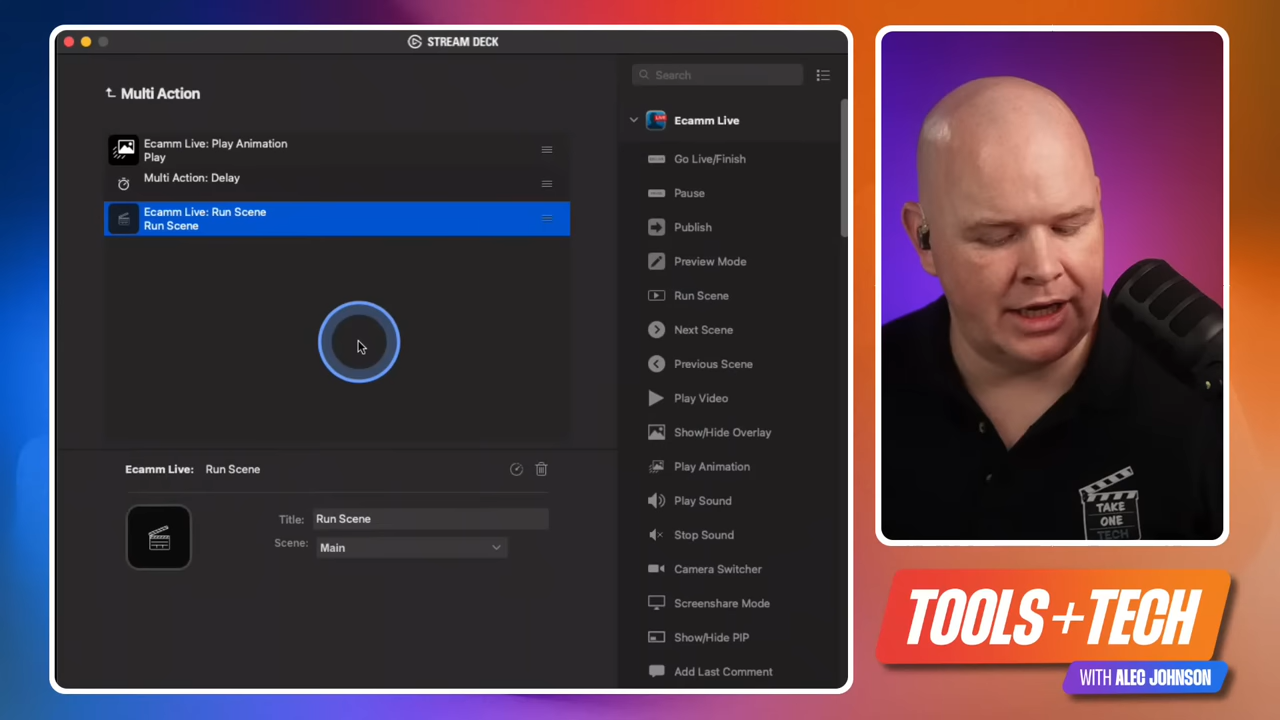 STREAM DECK
Multi Action
Ecamm Live: Play Animation
Play
Multi Action: Delay
Ecamm Live: Run Scene
Run Scene
Ecamm Live: Run Scene
Title: Run Scene
Scene: Main
Search
LIVE
Ecamm Live
Go Live/Finish
Pause
Publish
Preview Mode
Run Scene
Next Scene
Previous Scene
Play Video
Show/Hide Overlay
Play Animation
Play Sound
Stop Sound
Camera Switcher
Screenshare Mode
Show/Hide PIP
Add Last Comment
TAKE
ONE
TECH
TOOLS+TECH
WITH ALEC JOHNSON